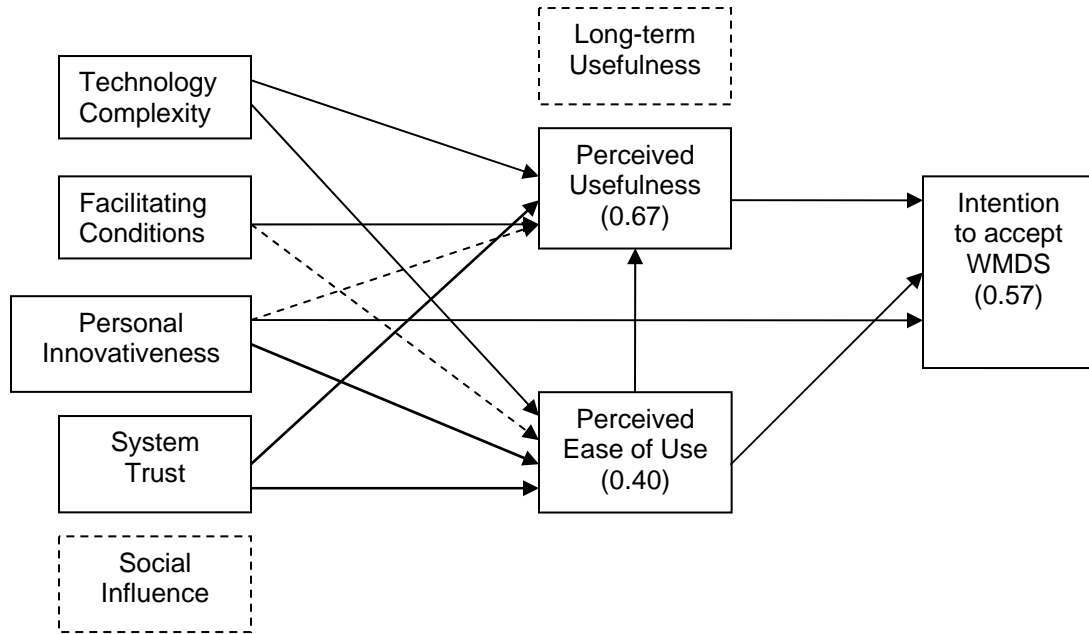 Long-term
Usefulness
Technology
Complexity
Perceived
Usefulness
(0.67)
Facilitating
Conditions
Intention
to accept
WMDS
(0.57)
Personal
Innovativeness
System
Trust
Perceived
Ease of Use
(0.40)
Social
Influence